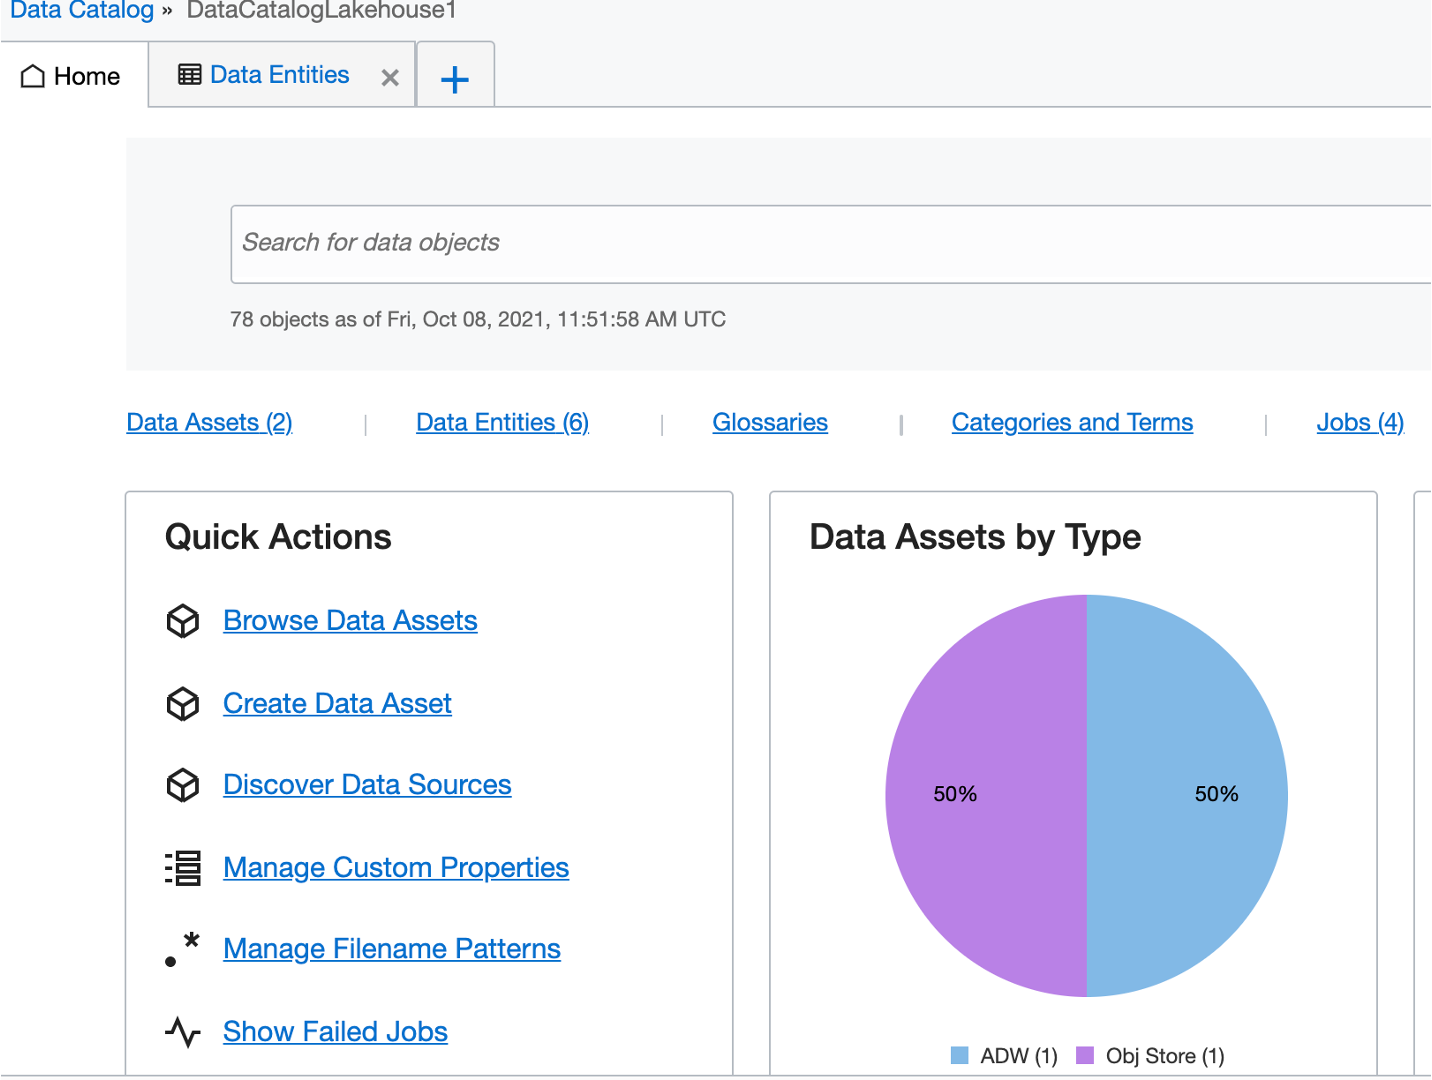 Data Catalog » DataCatalogLakehouse1
Home
Data Entities
Search for data objects
78 objects as of Fri, Oct 08, 2021, 11:51:58 AM UTC
Data Assets (2) | Data Entities (6) | Glossaries | Categories and Terms | Jobs (4)
Quick Actions
Browse Data Assets
Create Data Asset
Discover Data Sources
Manage Custom Properties
Manage Filename Patterns
Show Failed Jobs
Data Assets by Type
50% 50%
ADW (1) Obj Store (1)